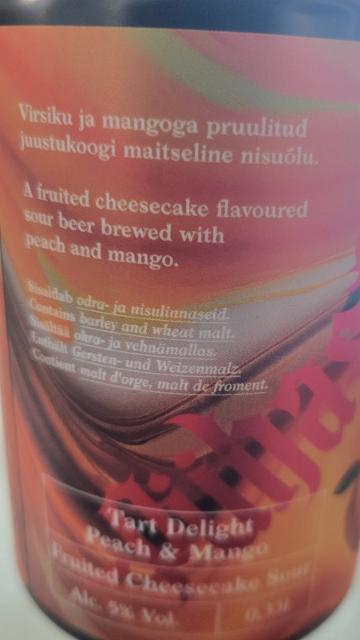 Virsiku ja mangoga pruulitud
juustukoogi maitseline nisuõlu.
A fruited cheesecake flavoured
sour beer brewed with
peach and mango.
Sisaldab odra- ja nisulinnaseid.
Contains barley and wheat malt.
Sisältää ohra- ja vehnämallas.
Enthält Gersten- und Weizenmalz.
Contient malt d'orge, malt de froment.
Tart Delight
Peach & Mango
Fruited Cheesecake Sour
Alc. 5% Vol.
0,33l